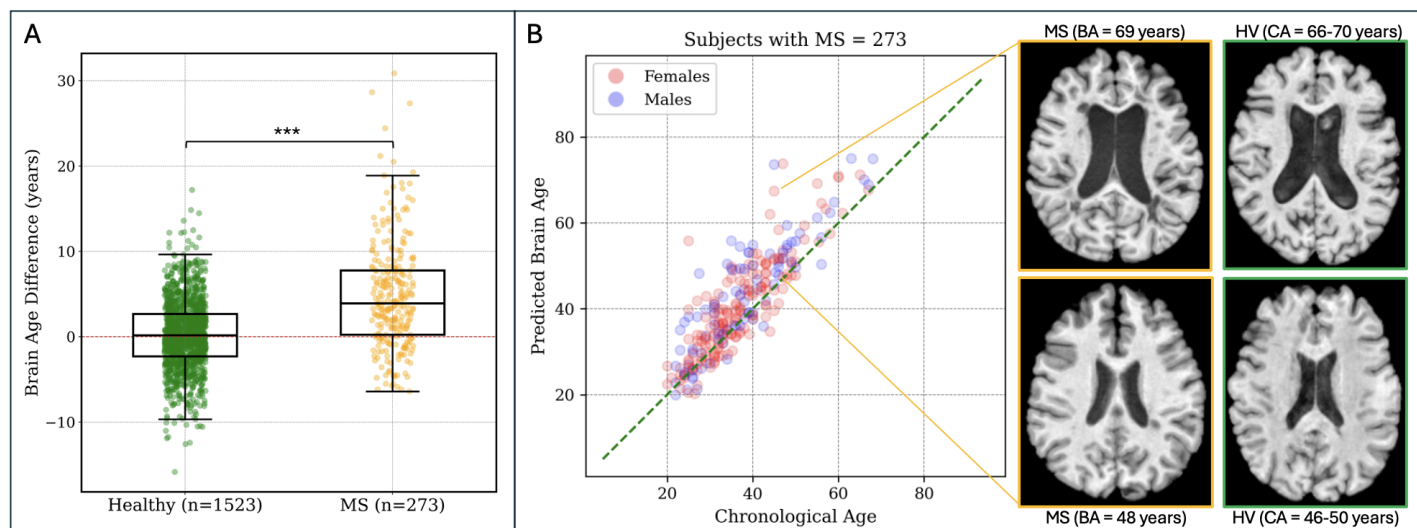 A
Brain Age Difference (years)
30
20
10
0
−10
***
Healthy (n=1523)
MS (n=273)
B
Subjects with MS = 273
Females
Males
Predicted Brain Age
80
60
40
20
20
40
60
80
Chronological Age
MS (BA = 69 years)
HV (CA = 66-70 years)
MS (BA = 48 years)
HV (CA = 46-50 years)